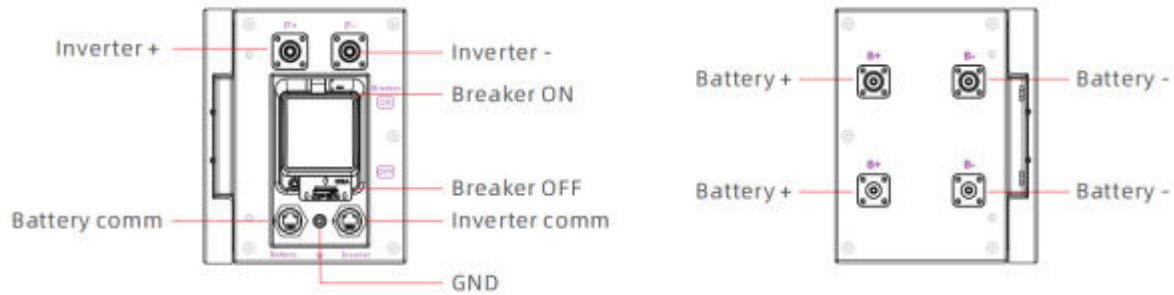 P+ P-
Inverter +
Inverter -
Breaker
Breaker ON
ON
OFF
Breaker OFF
Battery comm
Inverter comm
Battery
Inverter
GND
B+ B-
Battery +
Battery -
B+ B-
Battery +
Battery -